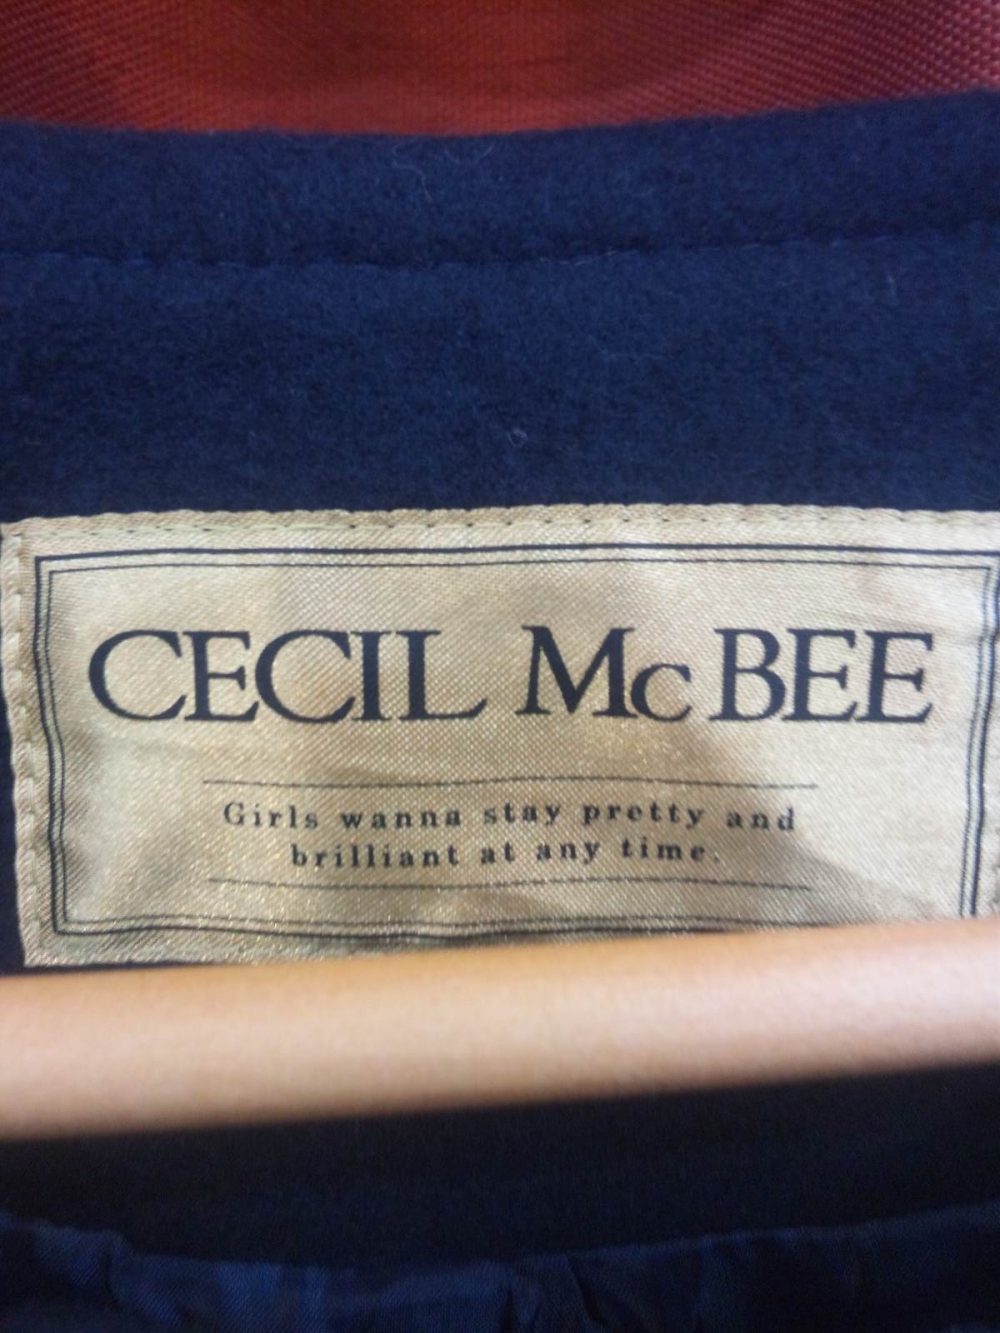 CECIL McBEE
Girls wanna stay pretty and
brilliant at any time.